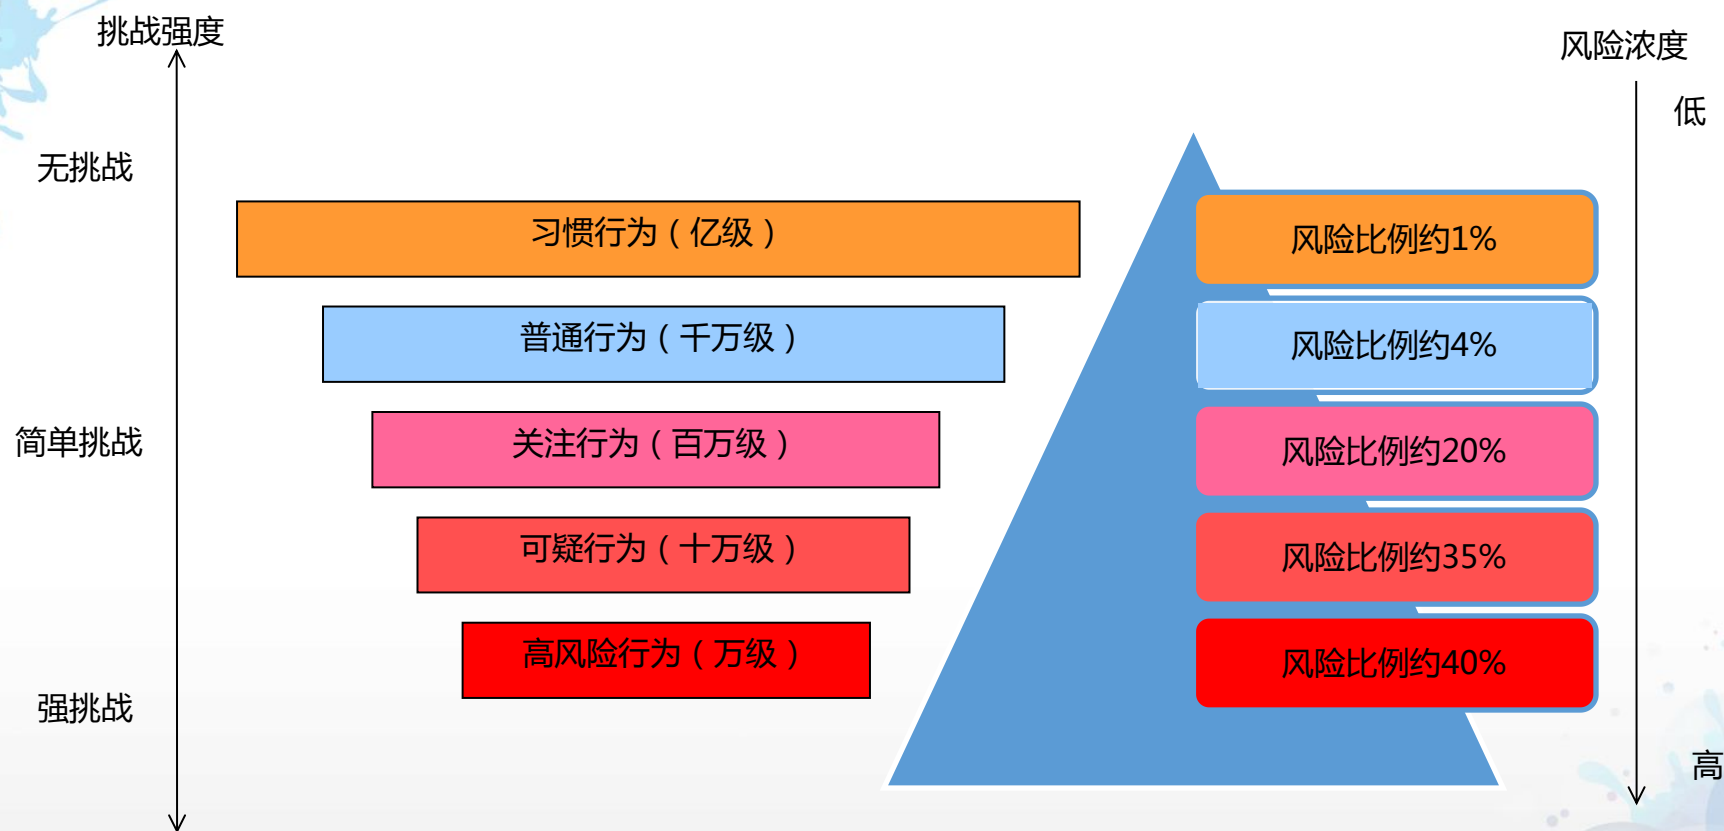 挑战强度
风险浓度
低
无挑战
习惯行为（亿级）
风险比例约1%
普通行为（千万级）
风险比例约4%
简单挑战
关注行为（百万级）
风险比例约20%
可疑行为（十万级）
风险比例约35%
高风险行为（万级）
风险比例约40%
强挑战
高